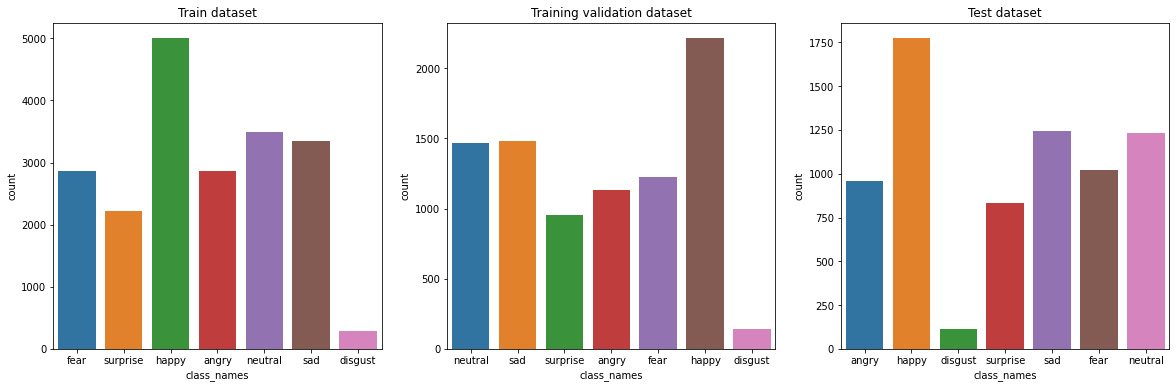 Train dataset
5000
4000
3000
2000
1000
0
count
fear surprise happy angry neutral sad disgust
class_names
Training validation dataset
2000
1500
1000
500
0
count
neutral sad surprise angry fear happy disgust
class_names
Test dataset
1750
1500
1250
1000
750
500
250
0
count
angry happy disgust surprise sad fear neutral
class_names